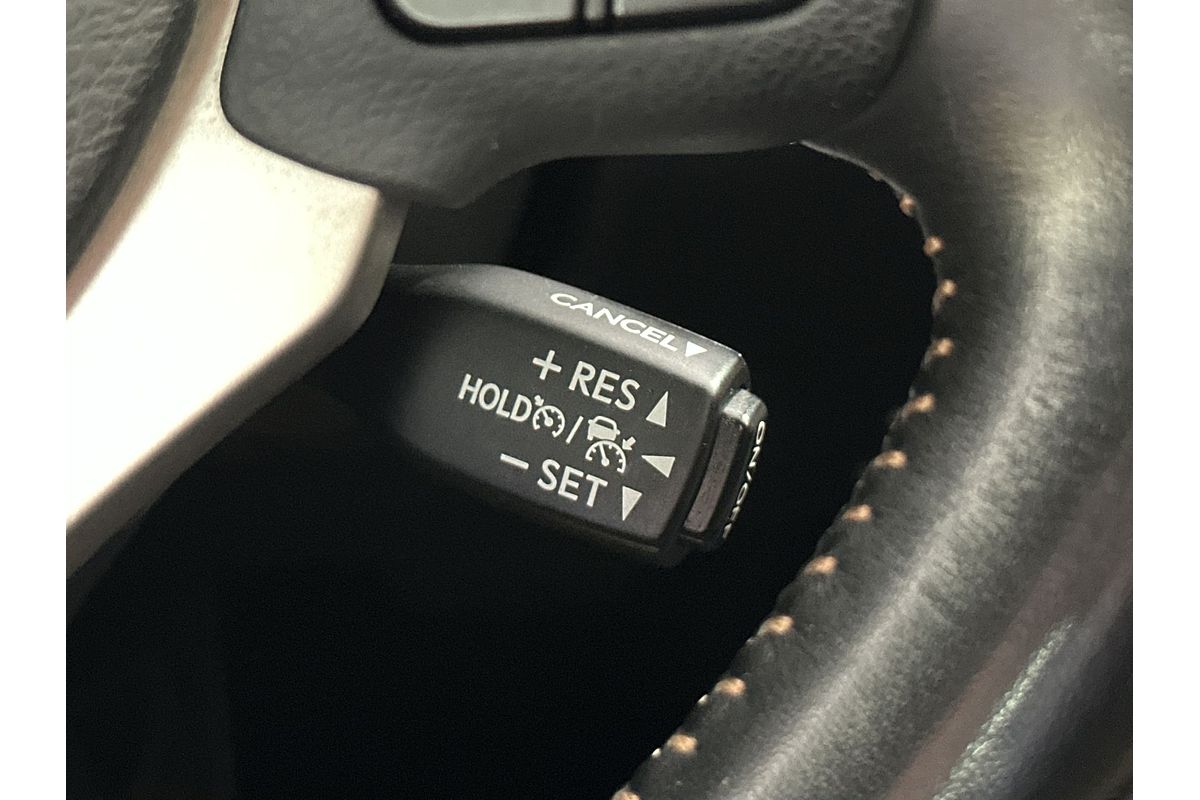 CANCEL▼
+ RES ▲
HOLD / ◀
− SET ▼
ON/OFF